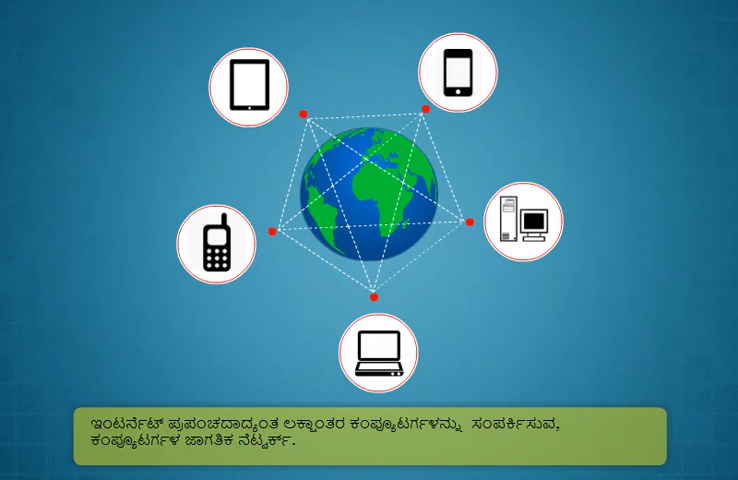 ಇಂಟರ್ನೆಟ್ ಪ್ರಪಂಚದಾದ್ಯಂತ ಲಕ್ಷಾಂತರ ಕಂಪ್ಯೂಟರ್ಗಳನ್ನು ಸಂಪರ್ಕಿಸುವ,
ಕಂಪ್ಯೂಟರ್ಗಳ ಜಾಗತಿಕ ನೆಟ್ವರ್ಕ್.